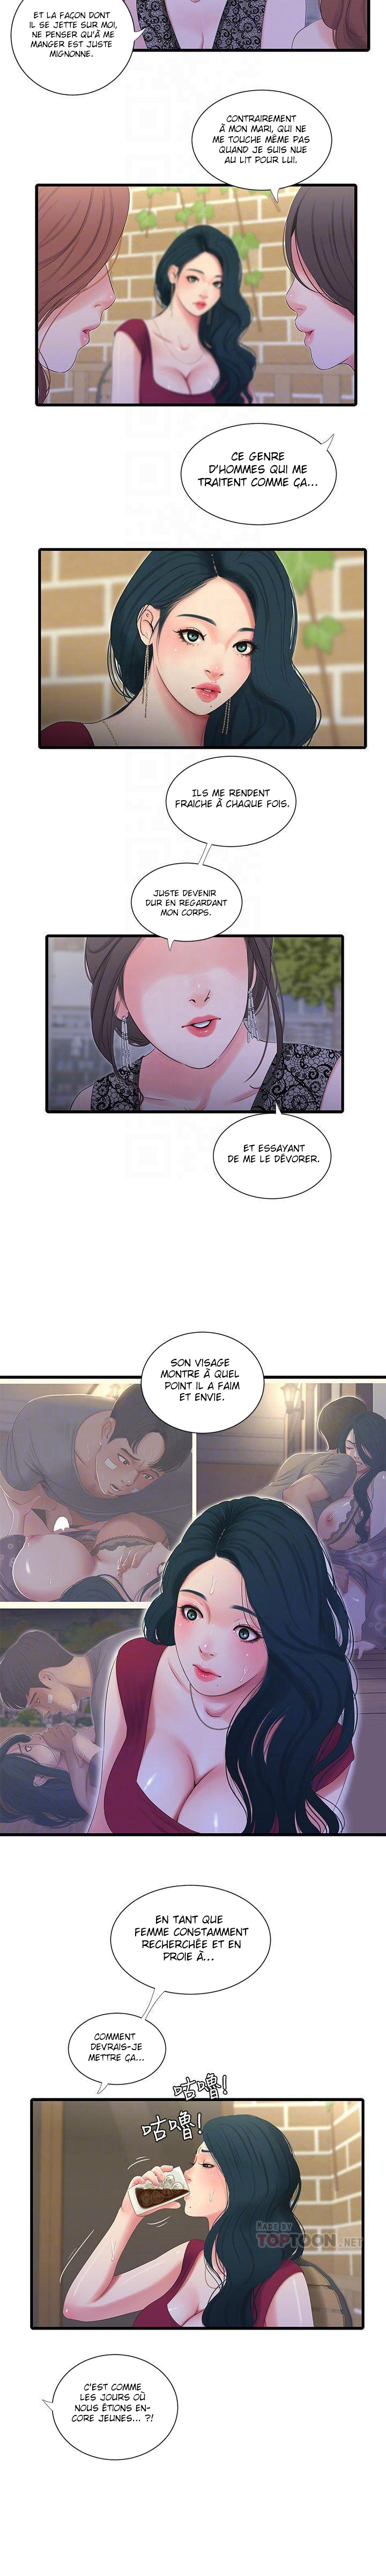 ET LA FAÇON DONT
IL SE JETTE SUR MOI,
NE PENSER QU'À ME
MANGER EST JUSTE
MIGNONNE.
CONTRAIREMENT
À MON MARI, QUI NE
ME TOUCHE MÊME PAS
QUAND JE SUIS NUE
AU LIT POUR LUI.
CE GENRE
D'HOMMES QUI ME
TRAITENT COMME ÇA...
ILS ME RENDENT
FRAICHE À CHAQUE FOIS.
JUSTE DEVENIR
DUR EN REGARDANT
MON CORPS.
ET ESSAYANT
DE ME LE DÉVORER.
SON VISAGE
MONTRE À QUEL
POINT IL A FAIM
ET ENVIE.
EN TANT QUE
FEMME CONSTAMMENT
RECHERCHÉE ET EN
PROIE À...
COMMENT
DEVRAIS-JE
METTRE ÇA...
咕嚕!
咕嚕!
MADE BY
TOPTOON.NET
C'EST COMME
LES JOURS OÙ
NOUS ÉTIONS EN-
CORE JEUNES... ?!